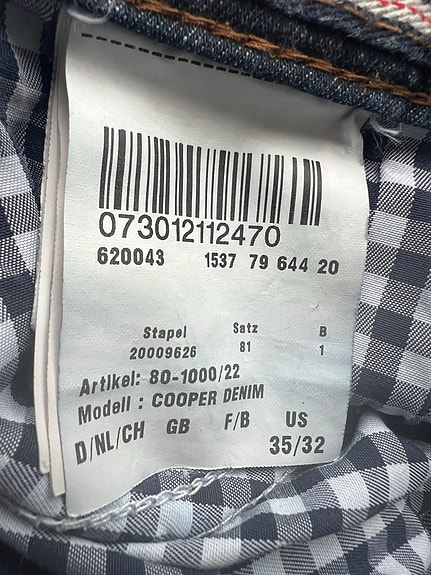 073012112470
620043 1537 79 644 20
Stapel Satz B
20009626 81 1
Artikel: 80-1000/22
Modell : COOPER DENIM
D/NL/CH GB F/B US
35/32